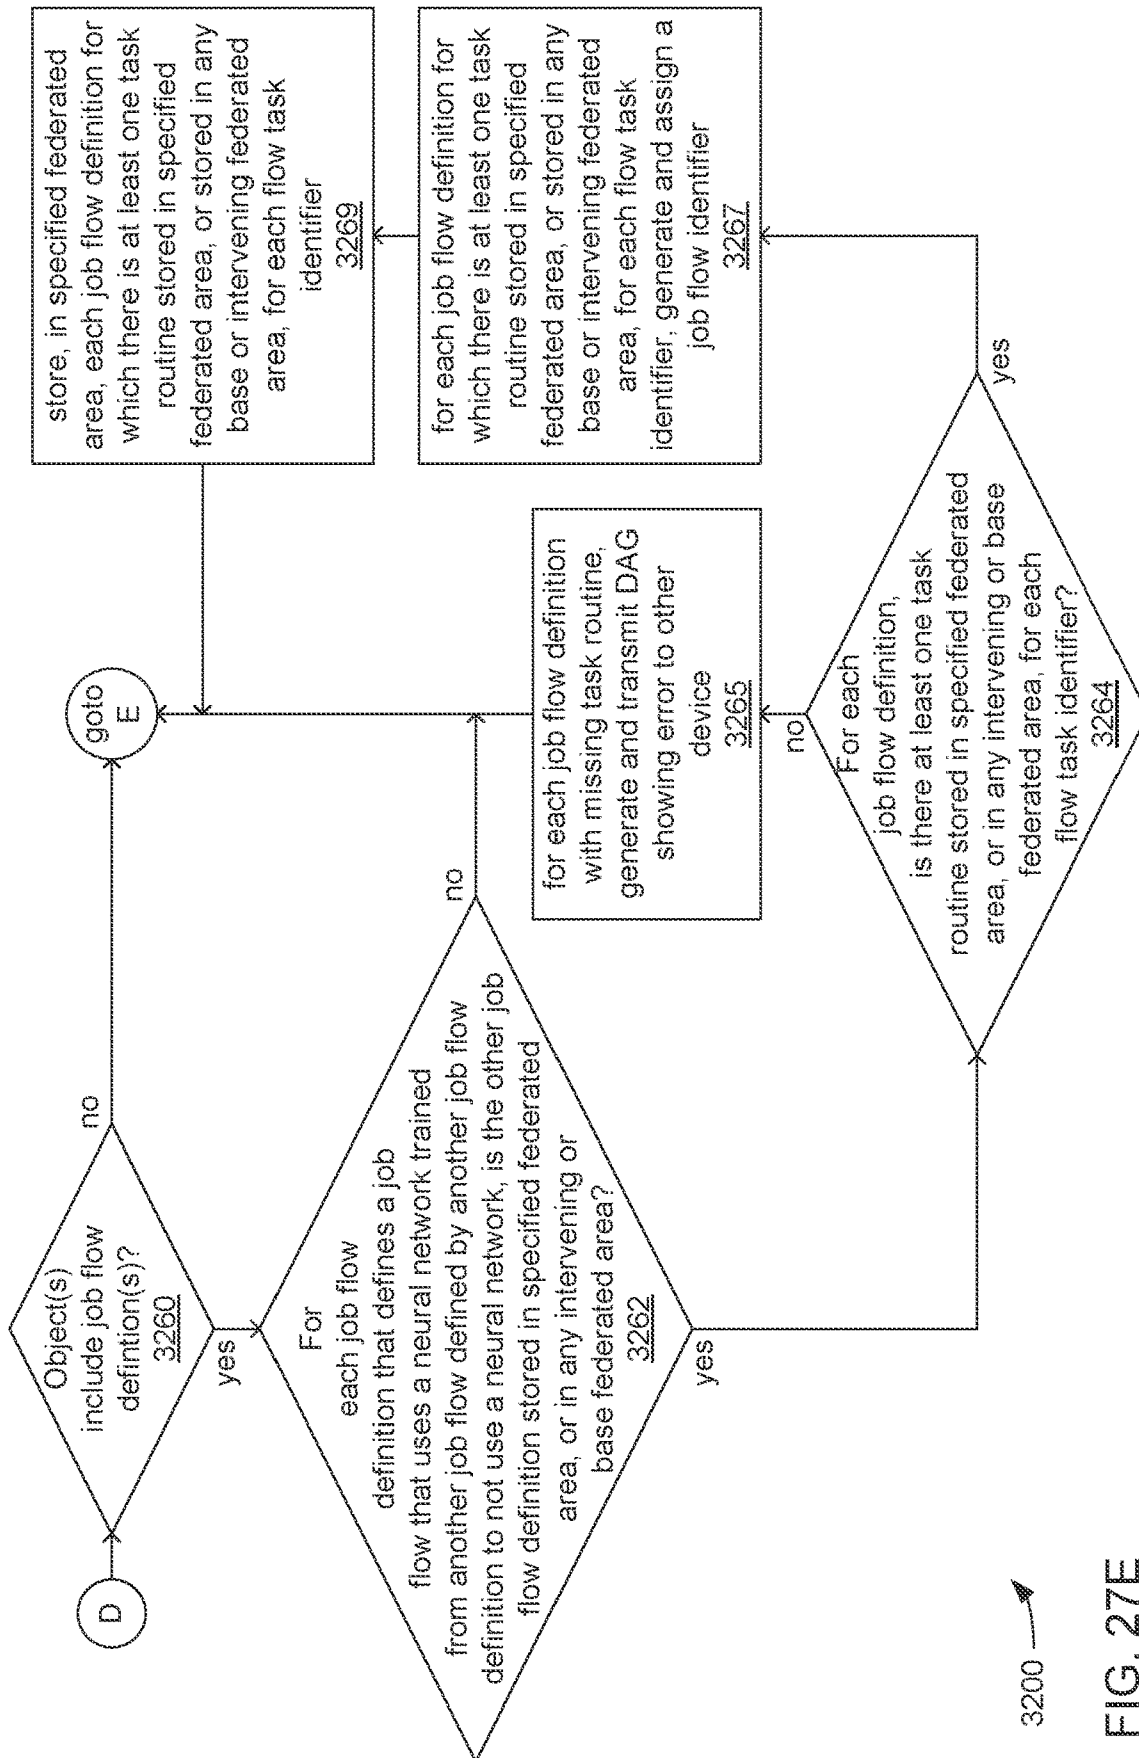 D
Object(s)
include job flow
defintion(s)?
3260
no
yes
goto
E
For
each job flow
definition that defines a job
flow that uses a neural network trained
from another job flow defined by another job flow
definition to not use a neural network, is the other job
flow definition stored in specified federated
area, or in any intervening or
base federated area?
3262
no
yes
For each
job flow definition,
is there at least one task
routine stored in specified federated
area, or in any intervening or base
federated area, for each
flow task identifier?
3264
no
yes
for each job flow definition
with missing task routine,
generate and transmit DAG
showing error to other
device
3265
for each job flow definition for
which there is at least one task
routine stored in specified
federated area, or stored in any
base or intervening federated
area, for each flow task
identifier, generate and assign a
job flow identifier
3267
store, in specified federated
area, each job flow definition for
which there is at least one task
routine stored in specified
federated area, or stored in any
base or intervening federated
area, for each flow task
identifier
3269
3200
FIG. 27E